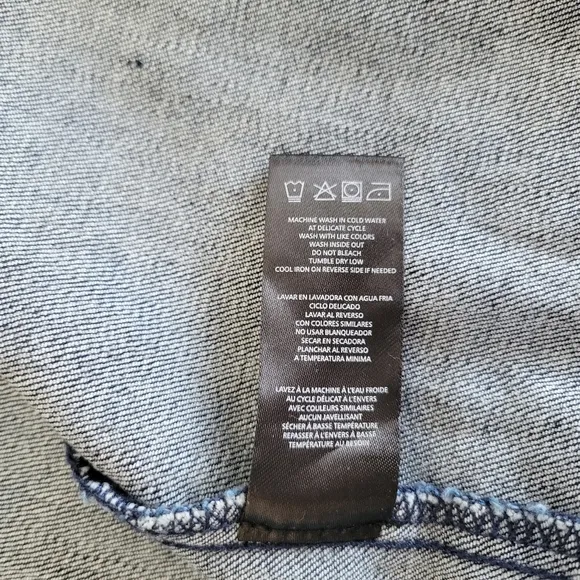 MACHINE WASH IN COLD WATER
AT DELICATE CYCLE
WASH WITH LIKE COLORS
WASH INSIDE OUT
DO NOT BLEACH
TUMBLE DRY LOW
COOL IRON ON REVERSE SIDE IF NEEDED
LAVAR EN LAVADORA CON AGUA FRIA
CICLO DELICADO
LAVAR AL REVERSO
CON COLORES SIMILARES
NO USAR BLANQUEADOR
SECAR EN SECADORA
PLANCHAR AL REVERSO
A TEMPERATURA MINIMA
LAVEZ À LA MACHINE À L'EAU FROIDE
AU CYCLE DÉLICAT À L'ENVERS
AVEC COULEURS SIMILAIRES
AUCUN JAVELLISANT
SÉCHER À BASSE TEMPÉRATURE
REPASSER À L'ENVERS À BASSE
TEMPÉRATURE AU BESOIN